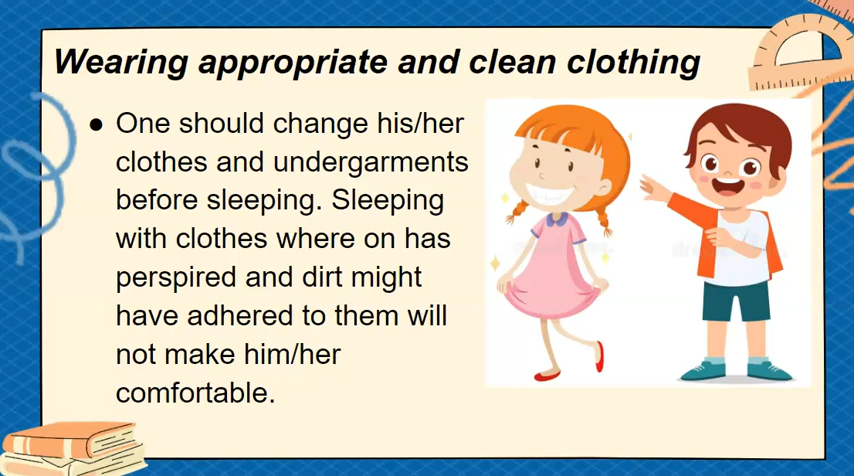 Wearing appropriate and clean clothing
● One should change his/her
clothes and undergarments
before sleeping. Sleeping
with clothes where on has
perspired and dirt might
have adhered to them will
not make him/her
comfortable.